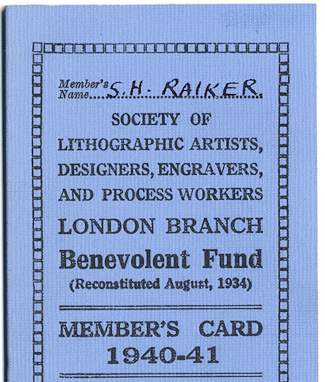 Member's
Name S. H. RAIKER.
SOCIETY OF
LITHOGRAPHIC ARTISTS,
DESIGNERS, ENGRAVERS,
AND PROCESS WORKERS
LONDON BRANCH
Benevolent Fund
(Reconstituted August, 1934)
MEMBER'S CARD
1940-41